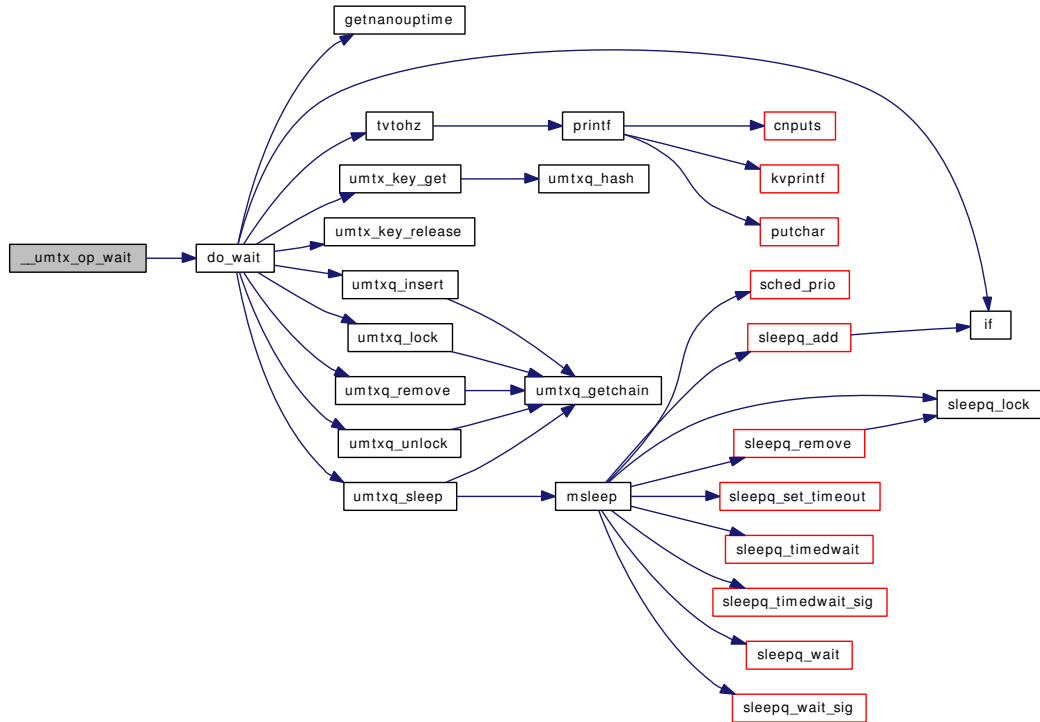 getnanouptime
tvtohz
printf
cnputs
umtx_key_get
umtxq_hash
kvprintf
umtx_key_release
putchar
__umtx_op_wait
do_wait
umtxq_insert
sched_prio
umtxq_lock
sleepq_add
if
umtxq_remove
umtxq_getchain
sleepq_lock
umtxq_unlock
sleepq_remove
umtxq_sleep
msleep
sleepq_set_timeout
sleepq_timedwait
sleepq_timedwait_sig
sleepq_wait
sleepq_wait_sig